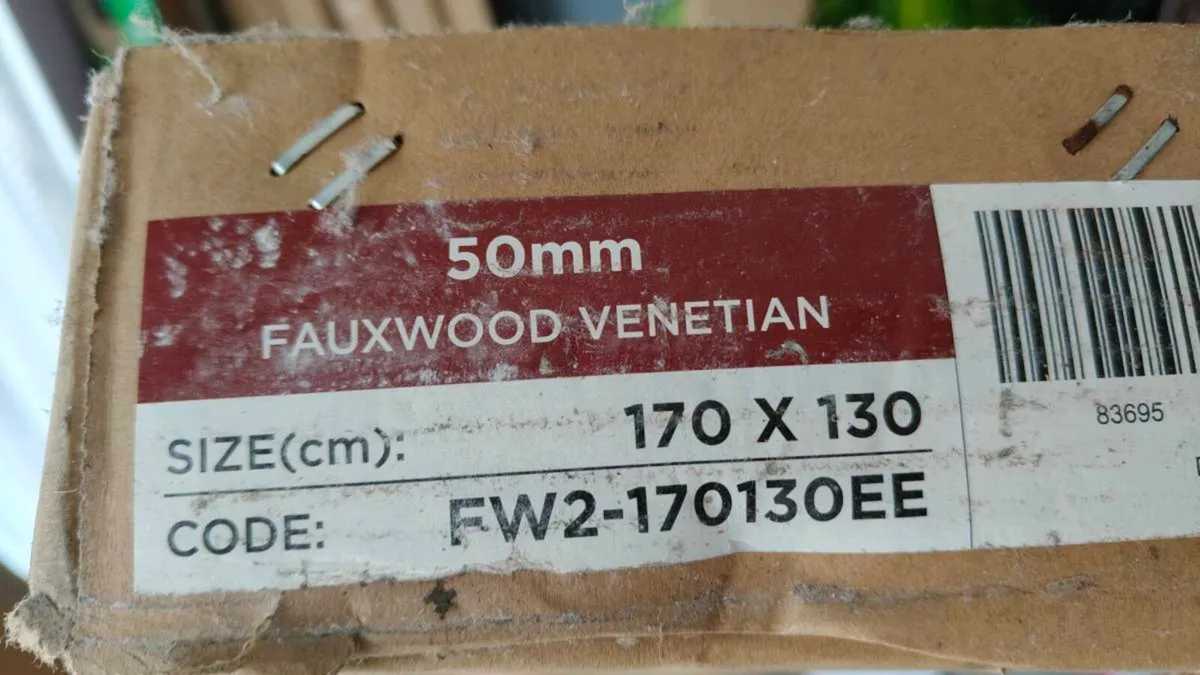 50mm
FAUXWOOD VENETIAN
SIZE(cm): 170 X 130
CODE: FW2-170130EE
83695